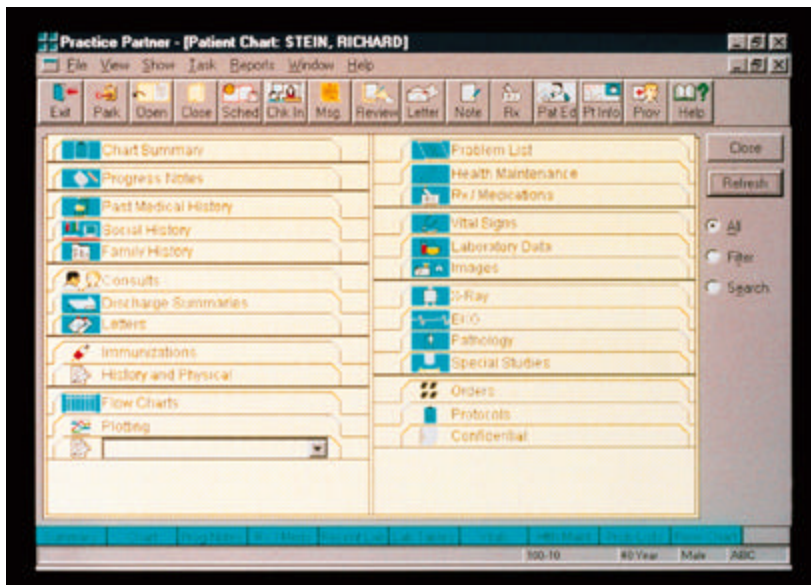 Practice Partner - [Patient Chart: STEIN, RICHARD]
File View Show Task Reports Window Help
Exit Park Open Close Sched Chk In Msg Review Letter Note Rx Pat Ed Pt Info Prov Help
Chart Summary
Progress Notes
Past Medical History
Social History
Family History
Consults
Discharge Summaries
Letters
Immunizations
History and Physical
Flow Charts
Plotting
Problem List
Health Maintenance
Rx / Medications
Vital Signs
Laboratory Data
Images
X-Ray
EKG
Pathology
Special Studies
Orders
Protocols
Confidential
Close
Refresh
All
Filter
Search
100-10 40 Year Male ABC